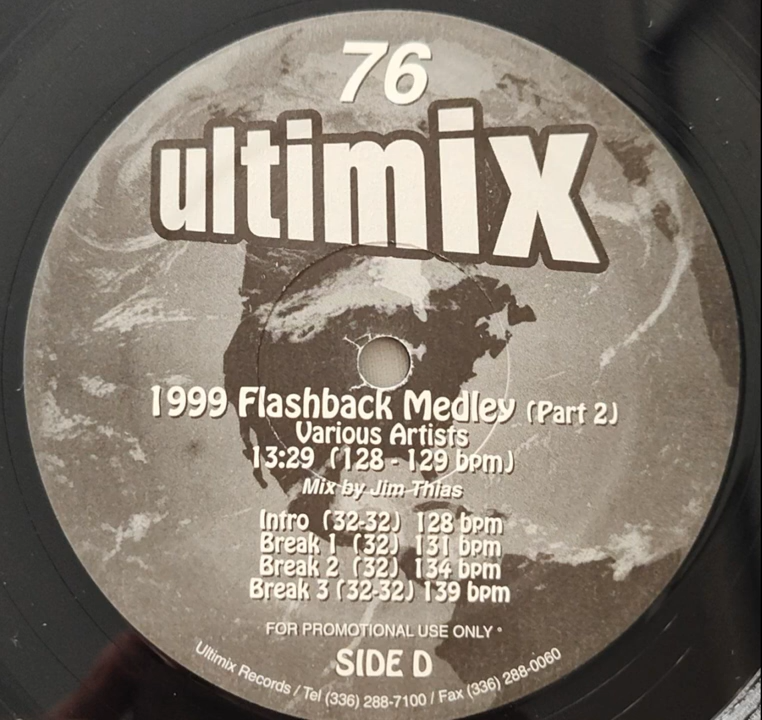 76
ultimix
1999 Flashback Medley (Part 2)
Various Artists
13:29 (128 - 129 bpm)
Mix by Jim Thias
Intro (32-32) 128 bpm
Break 1 (32) 131 bpm
Break 2 (32) 134 bpm
Break 3 (32-32) 139 bpm
FOR PROMOTIONAL USE ONLY
SIDE D
Ultimix Records / Tel (336) 288-7100 / Fax (336) 288-0060